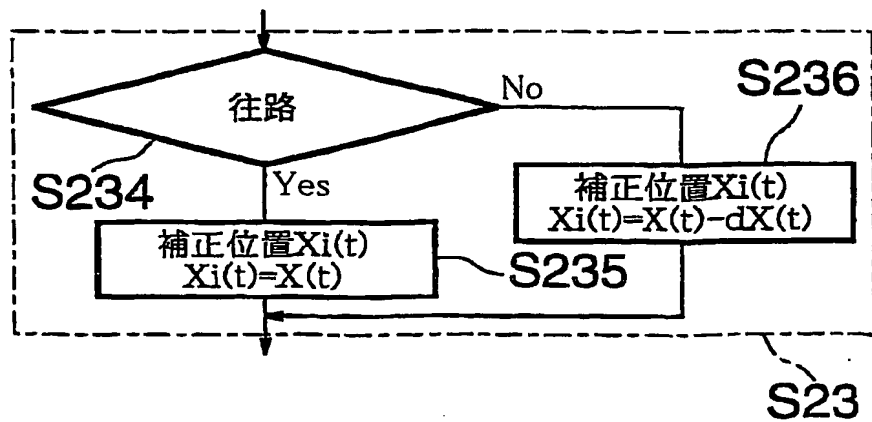 往路
No
S236
S234
Yes
補正位置Xi(t)
Xi(t)=X(t)-dX(t)
補正位置Xi(t)
Xi(t)=X(t)
S235
S23